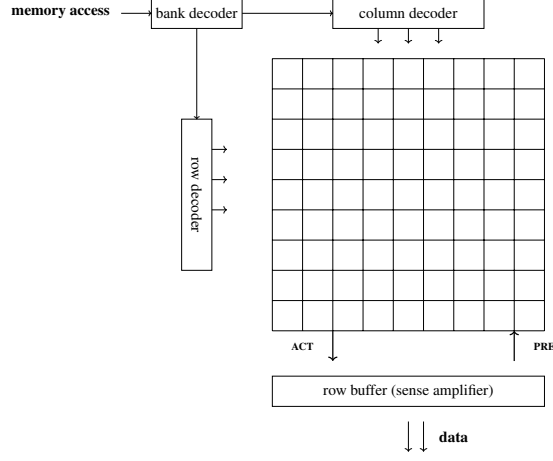 memory access
bank decoder
column decoder
row decoder
ACT
PRE
row buffer (sense amplifier)
data